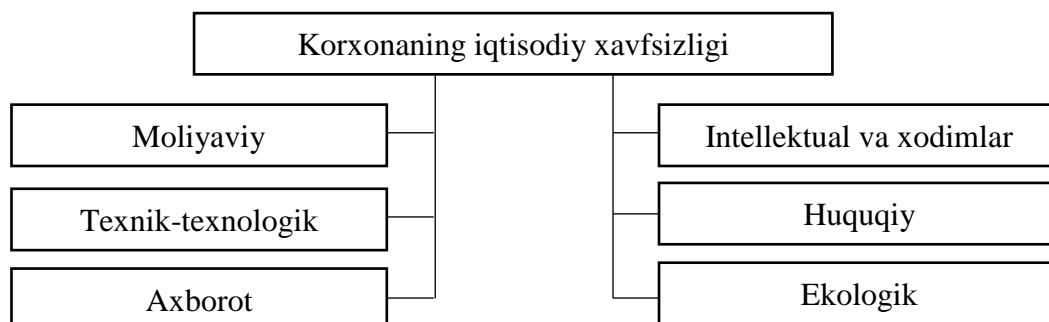 Korxonaning iqtisodiy xavfsizligi
Moliyaviy
Texnik-texnologik
Axborot
Intellektual va xodimlar
Huquqiy
Ekologik